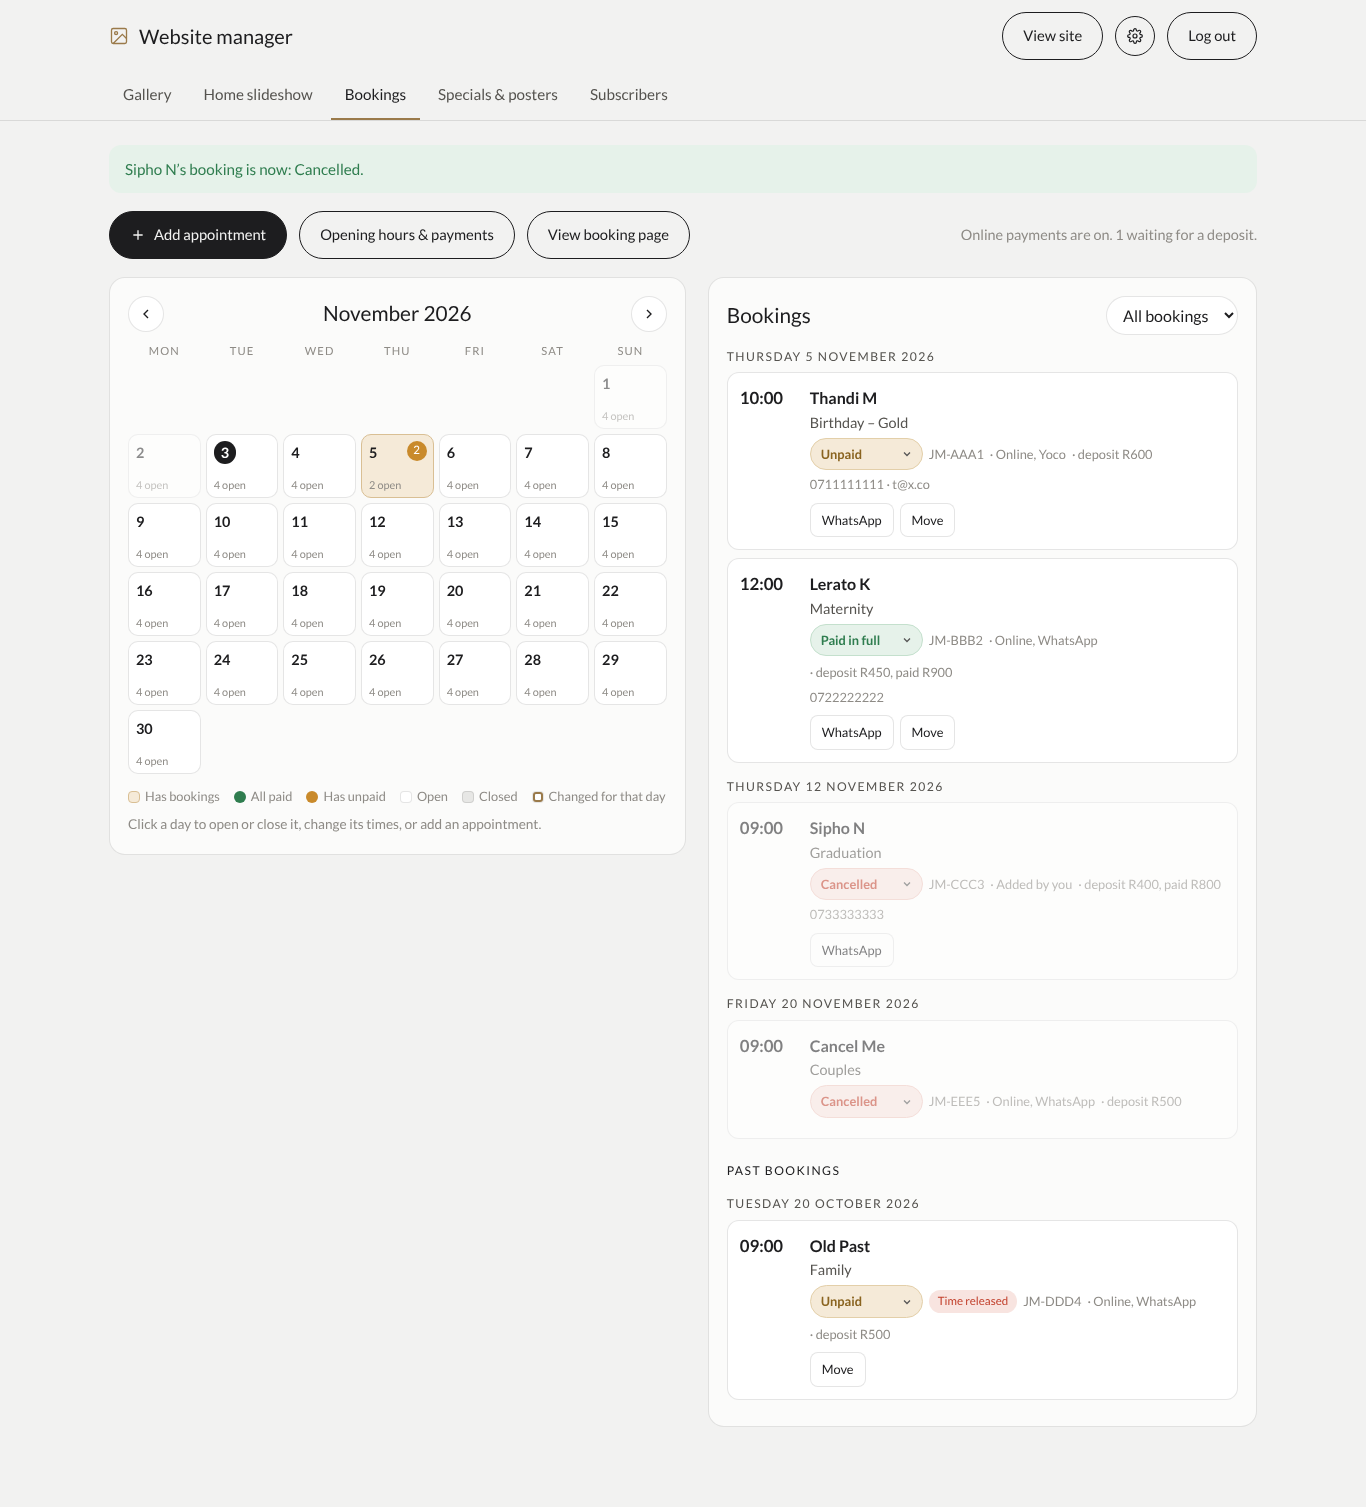 Website manager
View site
Log out
Gallery
Home slideshow
Bookings
Specials & posters
Subscribers
Sipho N's booking is now: Cancelled.
+ Add appointment
Opening hours & payments
View booking page
Online payments are on. 1 waiting for a deposit.
November 2026
MON TUE WED THU FRI SAT SUN
1
4 open
2 3 4 5 2 6 7 8
4 open 4 open 4 open 2 open 4 open 4 open 4 open
9 10 11 12 13 14 15
4 open 4 open 4 open 4 open 4 open 4 open 4 open
16 17 18 19 20 21 22
4 open 4 open 4 open 4 open 4 open 4 open 4 open
23 24 25 26 27 28 29
4 open 4 open 4 open 4 open 4 open 4 open 4 open
30
4 open
Has bookings All paid Has unpaid Open Closed Changed for that day
Click a day to open or close it, change its times, or add an appointment.
Bookings
All bookings
THURSDAY 5 NOVEMBER 2026
10:00 Thandi M
Birthday – Gold
Unpaid JM-AAA1 · Online, Yoco · deposit R600
0711111111 · t@x.co
WhatsApp Move
12:00 Lerato K
Maternity
Paid in full JM-BBB2 · Online, WhatsApp
· deposit R450, paid R900
0722222222
WhatsApp Move
THURSDAY 12 NOVEMBER 2026
09:00 Sipho N
Graduation
Cancelled JM-CCC3 · Added by you · deposit R400, paid R800
0733333333
WhatsApp
FRIDAY 20 NOVEMBER 2026
09:00 Cancel Me
Couples
Cancelled JM-EEE5 · Online, WhatsApp · deposit R500
PAST BOOKINGS
TUESDAY 20 OCTOBER 2026
09:00 Old Past
Family
Unpaid Time released JM-DDD4 · Online, WhatsApp
· deposit R500
Move